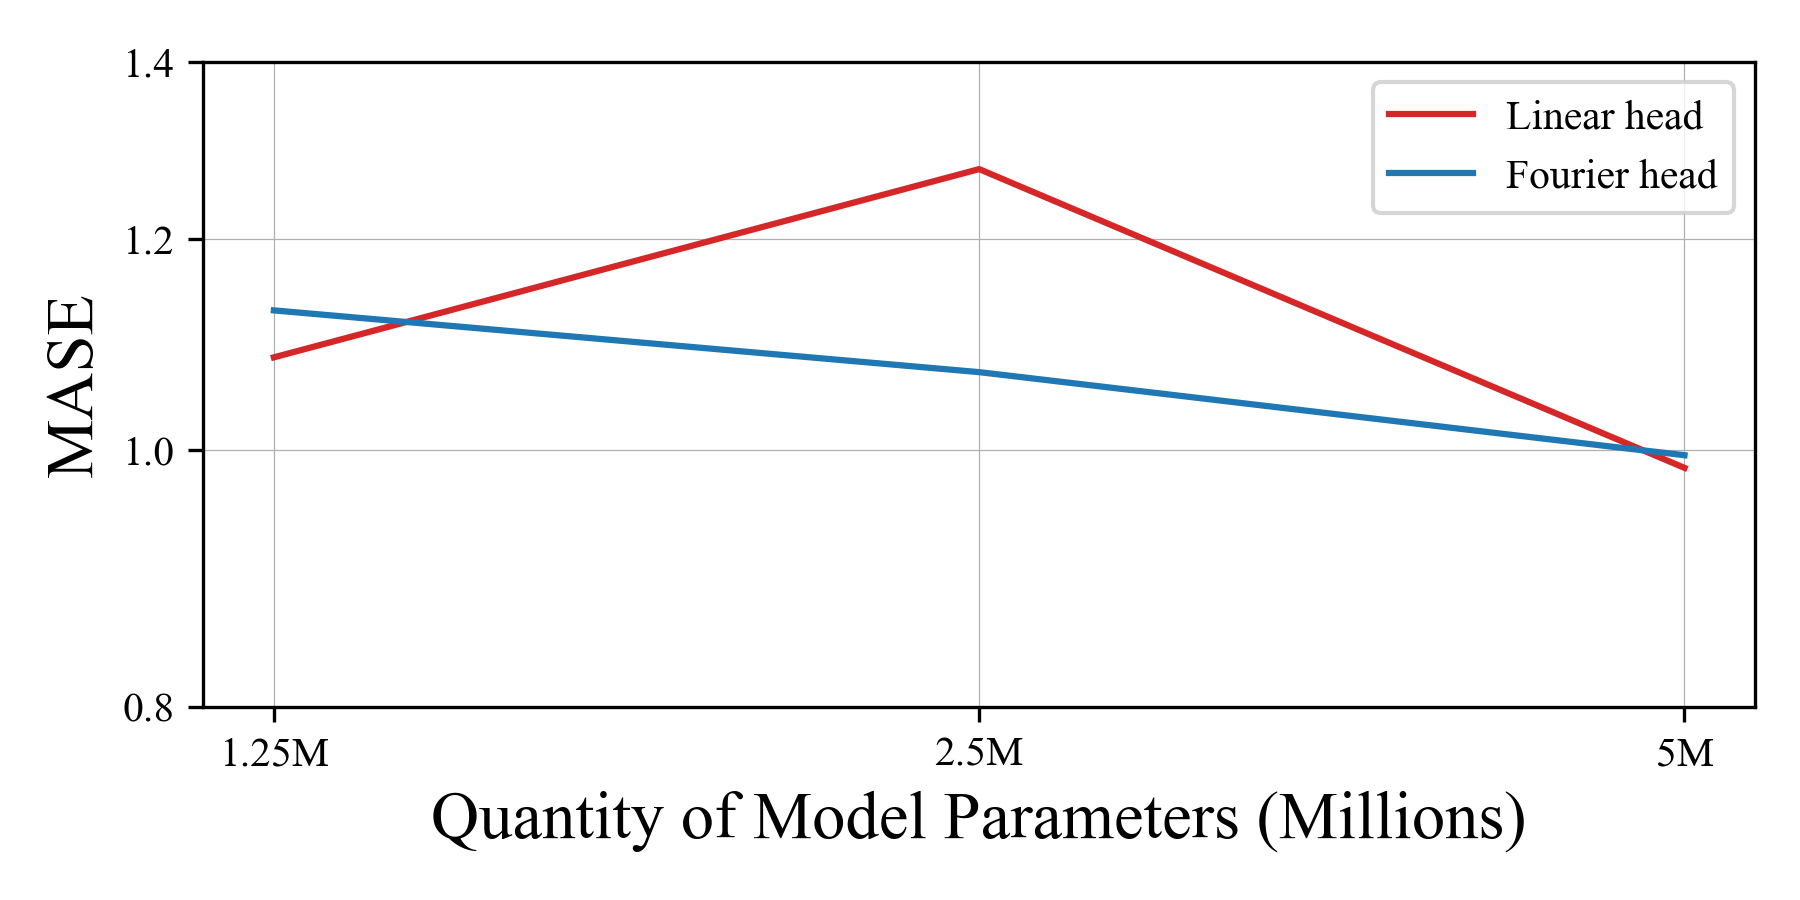 1.4
1.2
1.0
0.8
MASE
Linear head
Fourier head
1.25M
2.5M
5M
Quantity of Model Parameters (Millions)